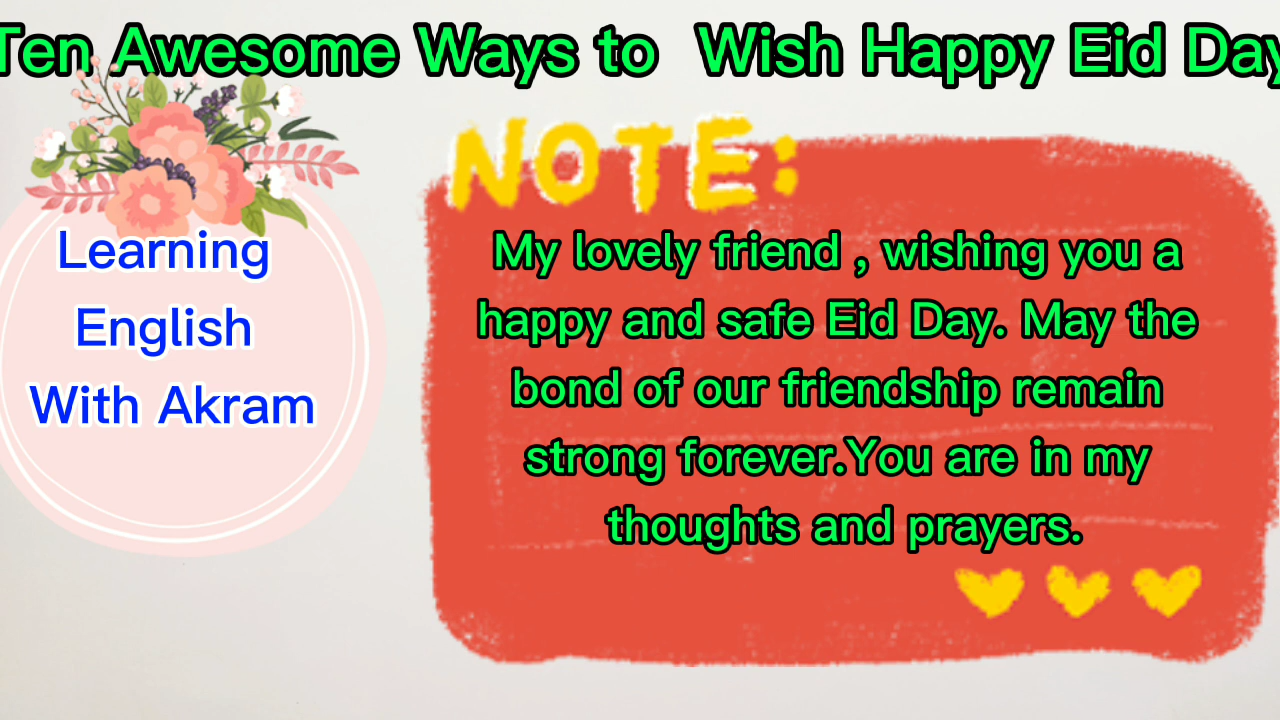 Ten Awesome Ways to Wish Happy Eid Day
NOTE:
Learning
English
With Akram
My lovely friend , wishing you a
happy and safe Eid Day. May the
bond of our friendship remain
strong forever.You are in my
thoughts and prayers.